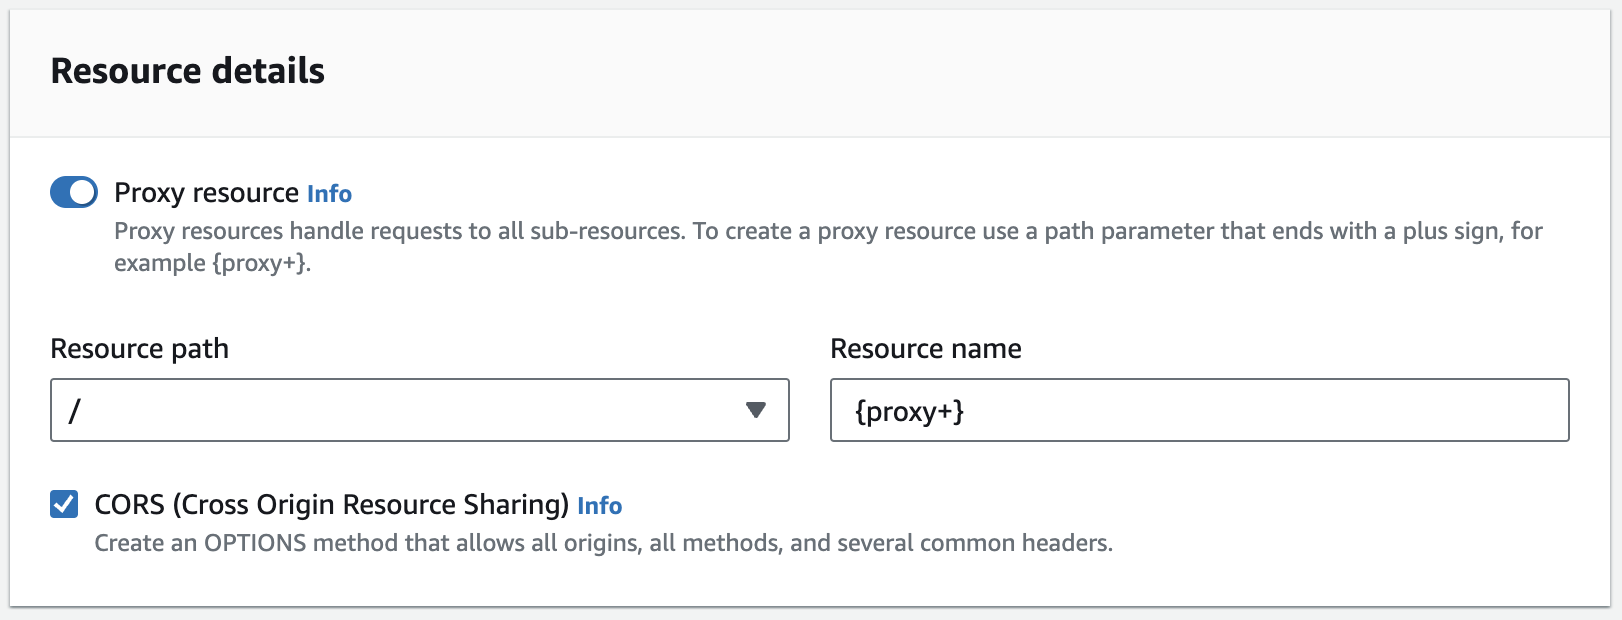 Resource details
Proxy resource Info
Proxy resources handle requests to all sub-resources. To create a proxy resource use a path parameter that ends with a plus sign, for
example {proxy+}.
Resource path
/
Resource name
{proxy+}
CORS (Cross Origin Resource Sharing) Info
Create an OPTIONS method that allows all origins, all methods, and several common headers.